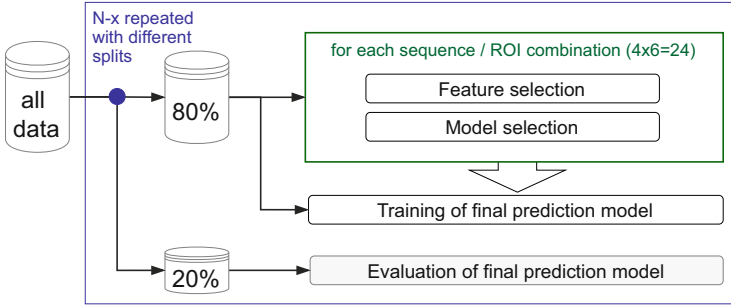 N-x repeated
with different
splits
all
data
80%
for each sequence / ROI combination (4x6=24)
Feature selection
Model selection
Training of final prediction model
20%
Evaluation of final prediction model